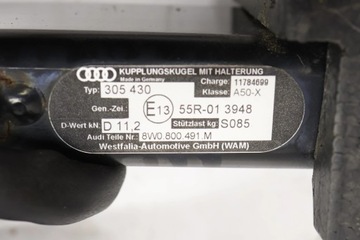 KUPPLUNGSKUGEL MIT HALTERUNG
Made in Germany Charge: 11784699
Typ: 305 430 Klasse: A50-X
Gen.-Zei.: E13 55R-01 3948
D-Wert kN: D 11,2 Stützlast kg: S085
Audi Teile Nr.: 8W0.800 491.M
Westfalia-Automotive GmbH (WAM)